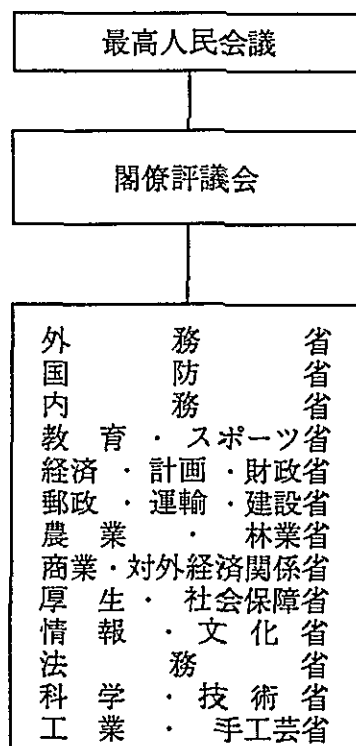 最高人民会議
閣僚評議会
外務省
国防省
内務省
教育・スポーツ省
経済・計画・財政省
郵政・運輸・建設省
農業・林業省
商業・対外経済関係省
厚生・社会保障省
情報・文化省
法務省
科学・技術省
工業・手工芸省